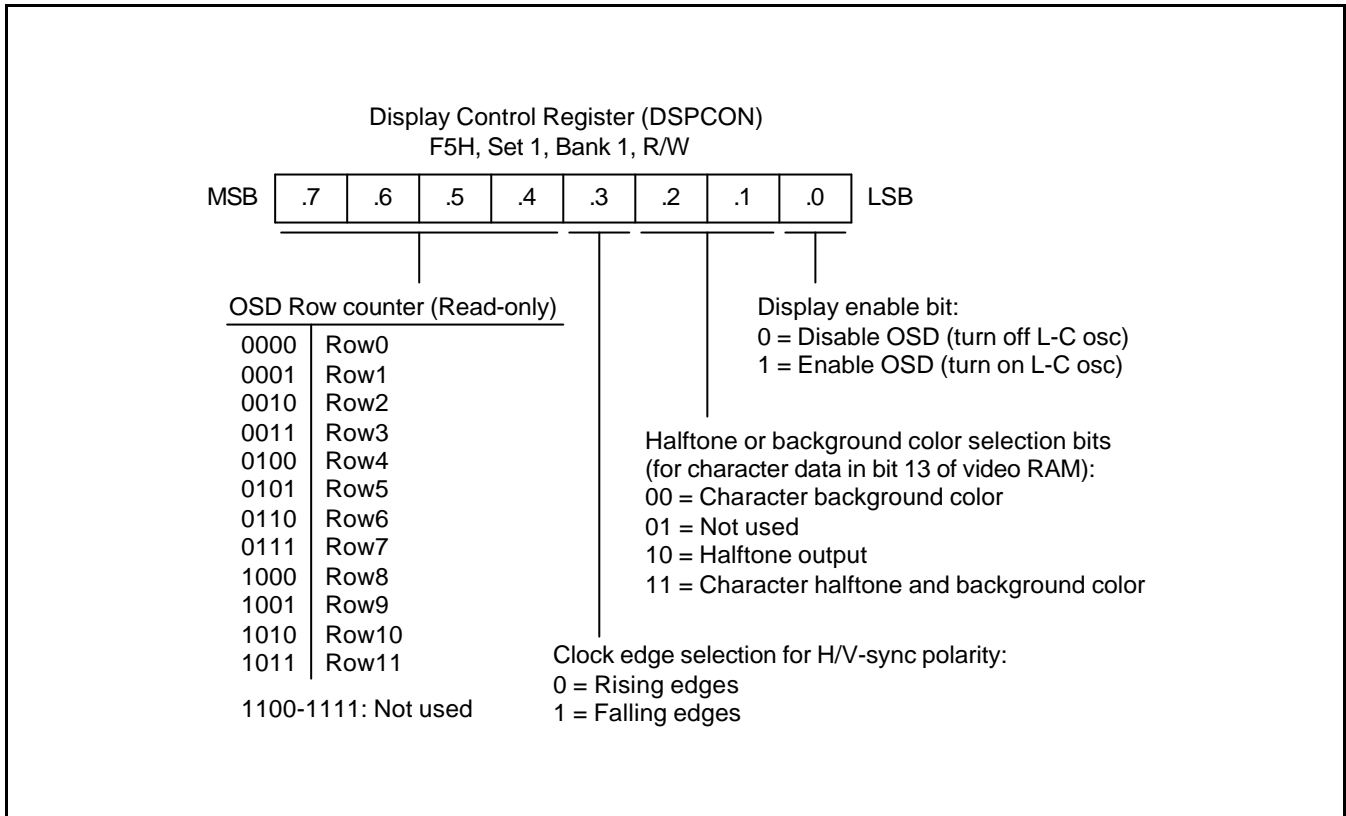 Display Control Register (DSPCON)
F5H, Set 1, Bank 1, R/W
MSB .7 .6 .5 .4 .3 .2 .1 .0 LSB
OSD Row counter (Read-only)
0000 Row0
0001 Row1
0010 Row2
0011 Row3
0100 Row4
0101 Row5
0110 Row6
0111 Row7
1000 Row8
1001 Row9
1010 Row10
1011 Row11
1100-1111: Not used
Display enable bit:
0 = Disable OSD (turn off L-C osc)
1 = Enable OSD (turn on L-C osc)
Halftone or background color selection bits
(for character data in bit 13 of video RAM):
00 = Character background color
01 = Not used
10 = Halftone output
11 = Character halftone and background color
Clock edge selection for H/V-sync polarity:
0 = Rising edges
1 = Falling edges